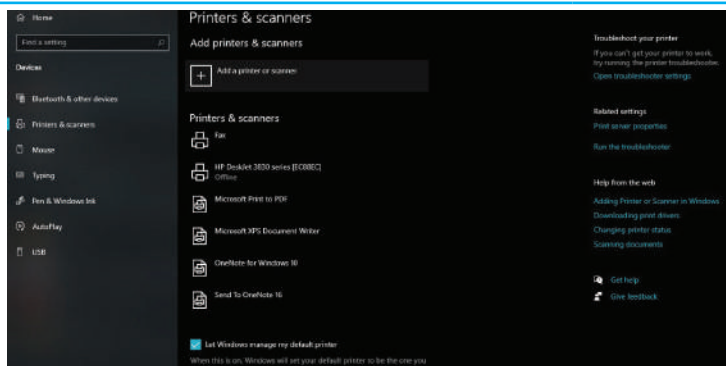 Home
Find a setting
Devices
Bluetooth & other devices
Printers & scanners
Mouse
Typing
Pen & Windows Ink
AutoPlay
USB
Printers & scanners
Add printers & scanners
Add a printer or scanner
Printers & scanners
Fax
HP DeskJet 3830 series
Offline
Microsoft Print to PDF
Microsoft XPS Document Writer
OneNote for Windows 10
Send To OneNote 16
Let Windows manage my default printer
When this is on, Windows will set your default printer to be the one you
Troubleshoot your printer
If you can't get your printer to work,
try running the printer troubleshooter.
Open troubleshooter settings
Related settings
Print server properties
Run the troubleshooter
Help from the web
Adding Printer or Scanner in Windows
Downloading print drivers
Changing printer status
Scanning documents
Get help
Give feedback